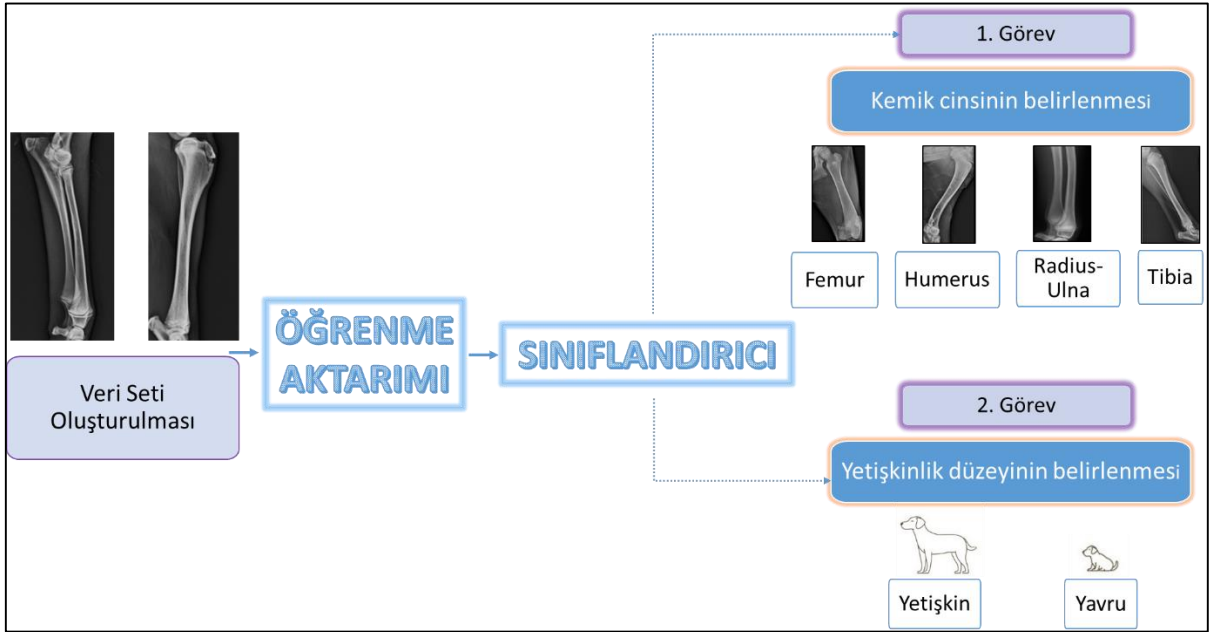 Veri Seti
Oluşturulması
ÖĞRENME
AKTARIMI
SINIFLANDIRICI
1. Görev
Kemik cinsinin belirlenmesi
Femur
Humerus
Radius-
Ulna
Tibia
2. Görev
Yetişkinlik düzeyinin belirlenmesi
Yetişkin
Yavru